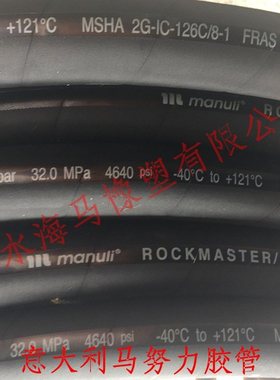 +121°C MSHA 2G-IC-126C/8-1 FRAS
manuli® RO
bar 32.0 MPa 4640 psi -40°C to +121°C
水海马橡塑有限公
manuli® ROCKMASTER/
32.0 MPa 4640 psi -40°C to +121°C M
意大利马努力胶管